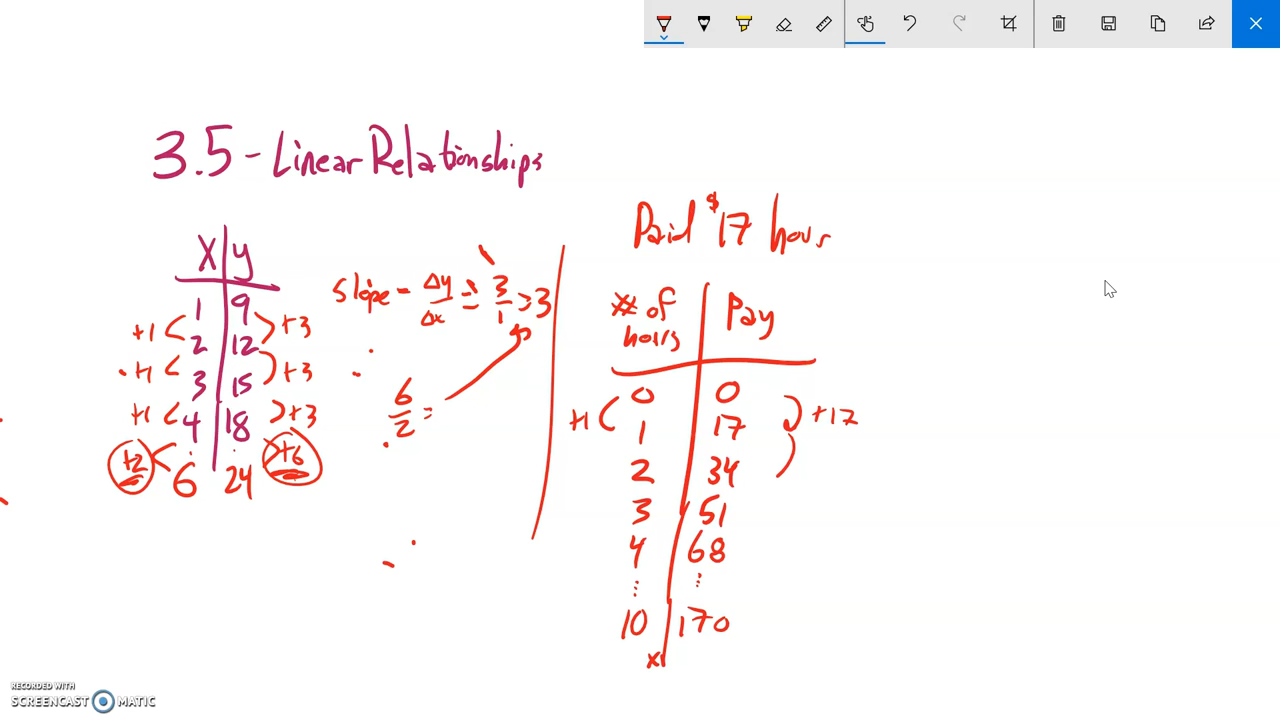 3.5 - Linear Relationships
x y
1 9
2 12
3 15
4 18
6 24
+1 +3
+1 +3
+1 +3
+2 +6
slope = Δy/Δx = 3/1 = 3
6/2 =
Paid $17 hour
# of hours Pay
0 0
1 17
2 34
3 51
4 68
⋮ ⋮
10 170
+1 +17
RECORDED WITH
SCREENCAST MATIC